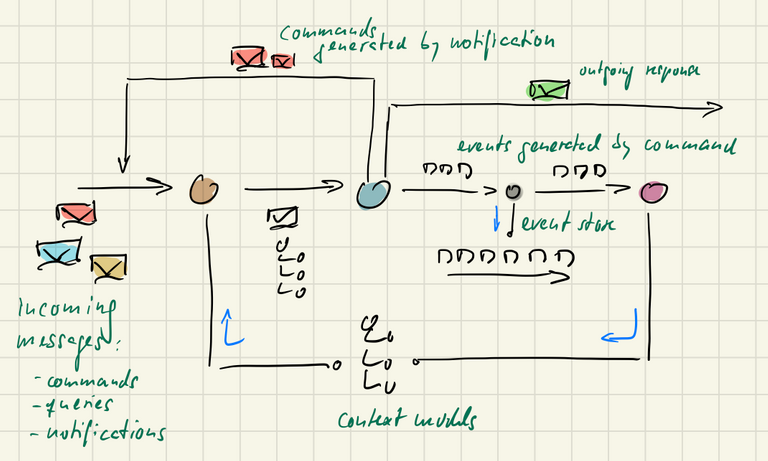 Commands
generated by notification
outgoing response
events generated by command
event store
Incoming
messages:
- commands
- queries
- notifications
context models